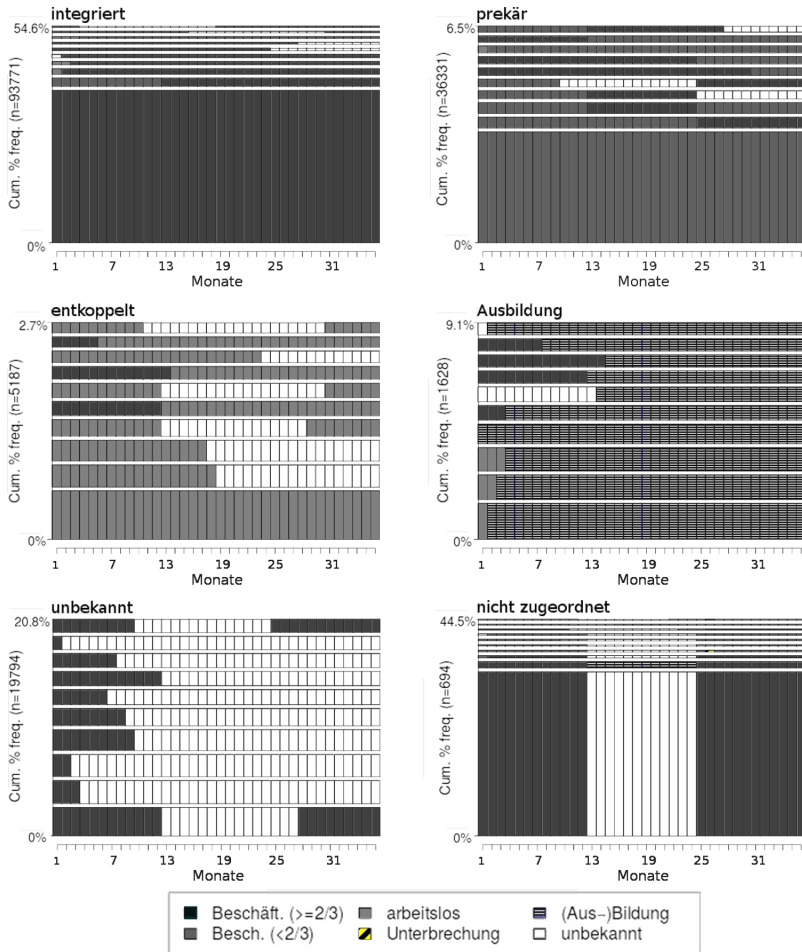 integriert
54.6%
Cum. % freq. (n=93771)
0%
1 7 13 19 25 31
Monate
prekär
6.5%
Cum. % freq. (n=36331)
0%
1 7 13 19 25 31
Monate
entkoppelt
2.7%
Cum. % freq. (n=5187)
0%
1 7 13 19 25 31
Monate
Ausbildung
9.1%
Cum. % freq. (n=1628)
0%
1 7 13 19 25 31
Monate
unbekannt
20.8%
Cum. % freq. (n=19794)
0%
1 7 13 19 25 31
Monate
nicht zugeordnet
44.5%
Cum. % freq. (n=694)
0%
1 7 13 19 25 31
Monate
Beschäft. (>=2/3) arbeitslos (Aus-)Bildung
Besch. (<2/3) Unterbrechung unbekannt